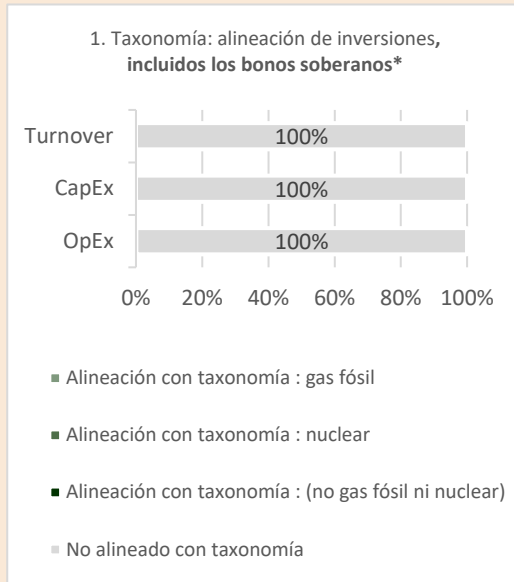 1. Taxonomía: alineación de inversiones,
incluidos los bonos soberanos*
Turnover 100%
CapEx 100%
OpEx 100%
0% 20% 40% 60% 80% 100%
Alineación con taxonomía : gas fósil
Alineación con taxonomía : nuclear
Alineación con taxonomía : (no gas fósil ni nuclear)
No alineado con taxonomía